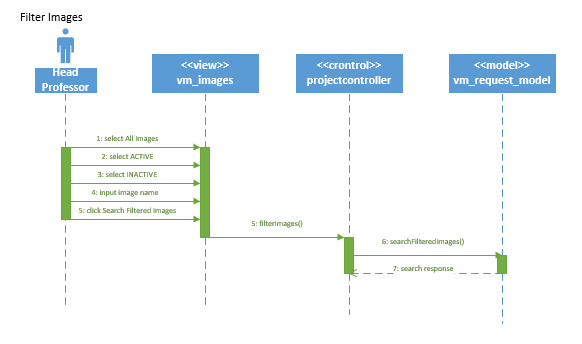 Filter Images
Head
Professor
<<view>>
vm_images
<<crontrol>>
projectcontroller
<<model>>
vm_request_model
1: select All Images
2: select ACTIVE
3: select INACTIVE
4: input image name
5: click Search Filtered Images
5: filterImages()
6: searchFilteredImages()
7: search response